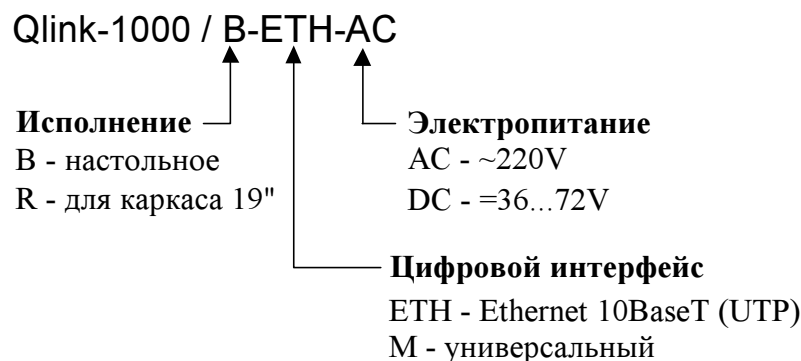 Qlink-1000 / B-ETH-AC
Исполнение
B - настольное
R - для каркаса 19"
Электропитание
AC - ~220V
DC - =36...72V
Цифровой интерфейс
ETH - Ethernet 10BaseT (UTP)
M - универсальный